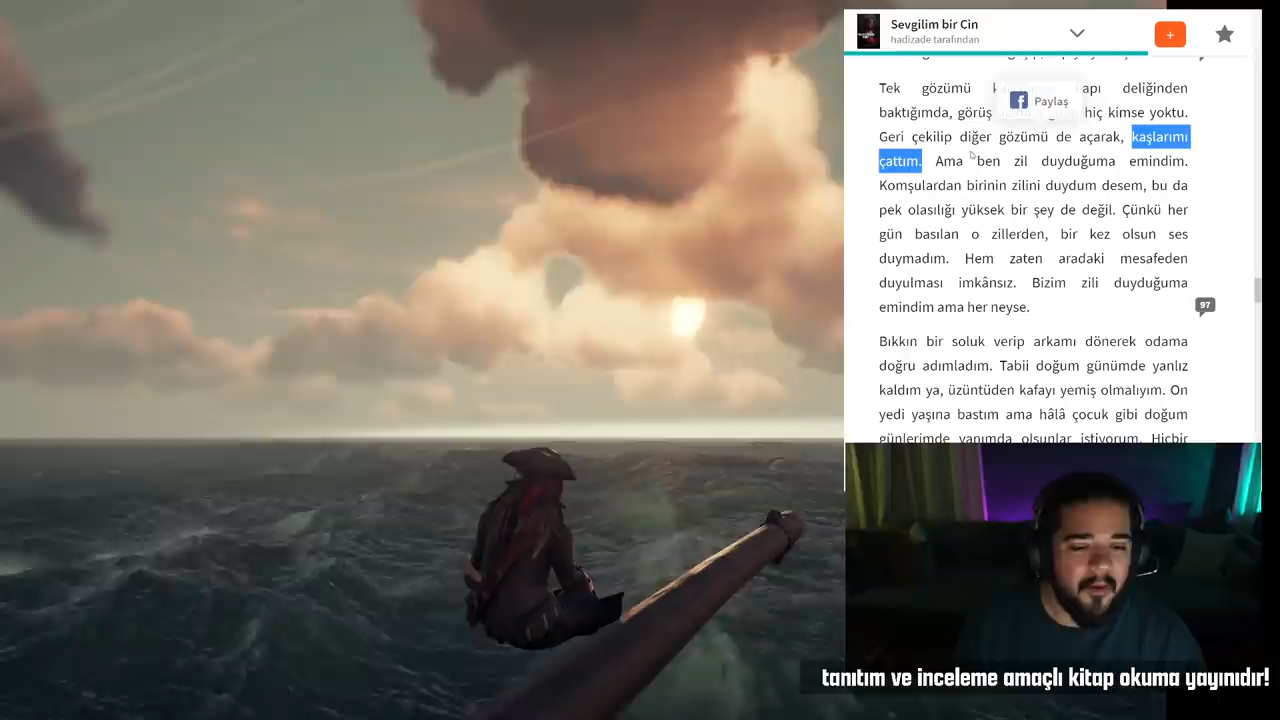 Sevgilim bir Cin
hadizade tarafından
+
Tek gözümü deliğinden
Paylaş
baktığımda, görüş hiç kimse yoktu.
Geri çekilip diğer gözümü de açarak, kaşlarımı
çattım. Ama ben zil duyduğuma emindim.
Komşulardan birinin zilini duydum desem, bu da
pek olasılığı yüksek bir şey de değil. Çünkü her
gün basılan o zillerden, bir kez olsun ses
duymadım. Hem zaten aradaki mesafeden
duyulması imkânsız. Bizim zili duyduğuma
emindim ama her neyse.
97
Bıkkın bir soluk verip arkamı dönerek odama
doğru adımladım. Tabii doğum günümde yanlız
kaldım ya, üzüntüden kafayı yemiş olmalıyım. On
yedi yaşına bastım ama hâlâ çocuk gibi doğum
günlerimde yanımda olsunlar istiyorum. Hiçbir
tanıtım ve inceleme amaçlı kitap okuma yayınıdır!